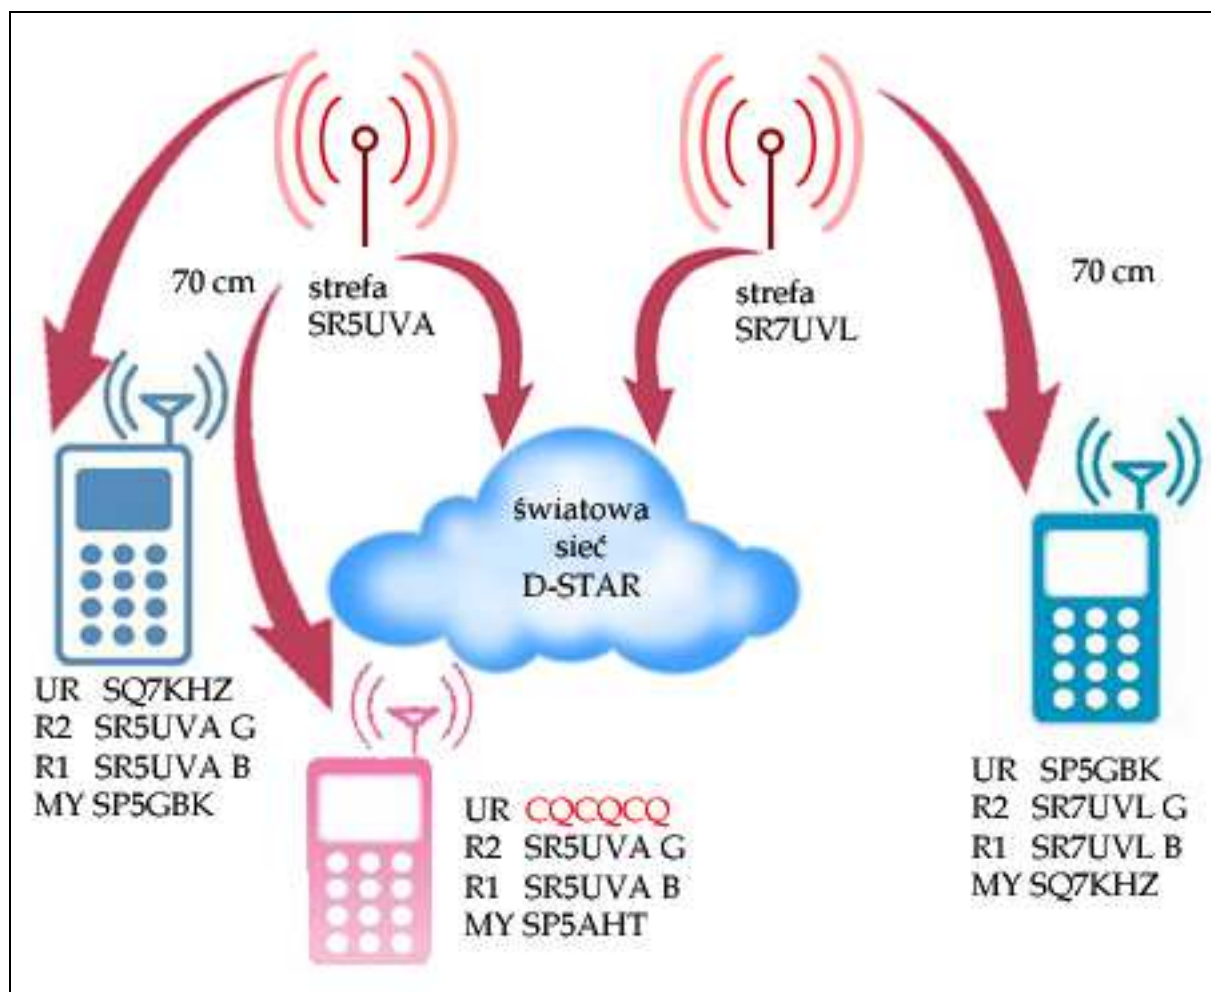 70 cm
strefa
SR5UVA
strefa
SR7UVL
70 cm
światowa
sieć
D-STAR
UR SQ7KHZ
R2 SR5UVA G
R1 SR5UVA B
MY SP5GBK
UR CQCQCQ
R2 SR5UVA G
R1 SR5UVA B
MY SP5AHT
UR SP5GBK
R2 SR7UVL G
R1 SR7UVL B
MY SQ7KHZ